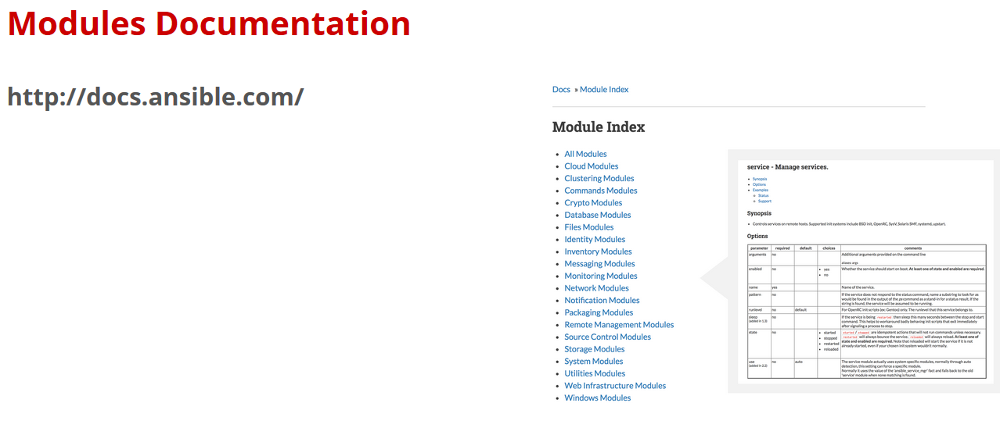 Modules Documentation
http://docs.ansible.com/
Docs » Module Index
Module Index
All Modules
Cloud Modules
Clustering Modules
Commands Modules
Crypto Modules
Database Modules
Files Modules
Identity Modules
Inventory Modules
Messaging Modules
Monitoring Modules
Network Modules
Notification Modules
Packaging Modules
Remote Management Modules
Source Control Modules
Storage Modules
System Modules
Utilities Modules
Web Infrastructure Modules
Windows Modules
service - Manage services.
Synopsis
Options
Examples
Status
Support
Synopsis
Controls services on remote hosts. Supported init systems include BSD init, OpenRC, SysV, Solaris SMF, systemd, upstart.
Options
parameter required default choices comments
arguments no Additional arguments provided on the command line
aliases: args
enabled no yes Whether the service should start on boot. At least one of state and enabled are required.
no
name yes Name of the service.
pattern no If the service does not respond to the status command, name a substring to look for as
would be found in the output of the ps command as a stand-in for a status result. If the
string is found, the service will be assumed to be running.
runlevel no default For OpenRC init scripts (ex: Gentoo) only. The runlevel that this service belongs to.
sleep no If the service is being restarted then sleep this many seconds between the stop and start
(added in 1.3) command. This helps to workaround badly behaving init scripts that exit immediately
after signaling a process to stop.
state no started started / stopped are idempotent actions that will not run commands unless necessary.
stopped restarted will always bounce the service. reloaded will always reload. At least one of
restarted state and enabled are required. Note that reloaded will start the service if it is not
reloaded already started, even if your chosen init system wouldn't normally.
use no auto The service module actually uses system specific modules, normally through auto
(added in 2.2) detection, this setting can force a specific module.
Normally it uses the value of the 'ansible_service_mgr' fact and falls back to the old
'service' module when none matching is found.